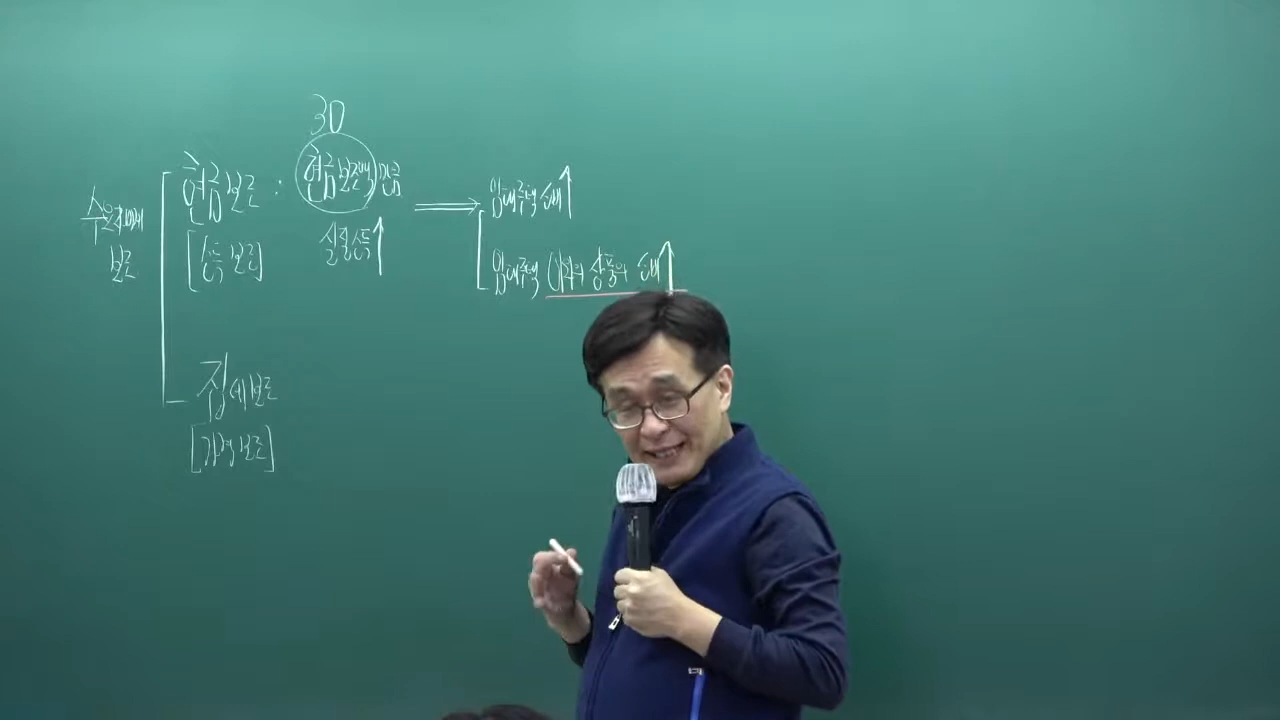 30
수요자에게
보조
현금보조 : 현금보조액 지급
[소득 보조] 실질소득↑
임대주택 소비↑
임대주택 이외의 상품의 소비↑
집세보조
[가격 보조]